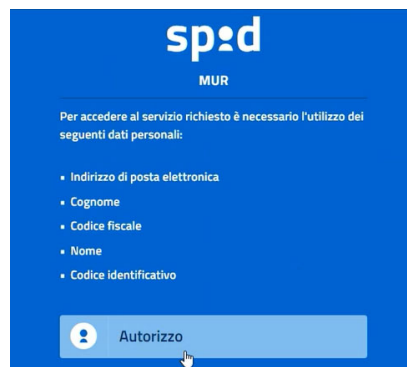 spid
MUR
Per accedere al servizio richiesto è necessario l'utilizzo dei
seguenti dati personali:
▪ Indirizzo di posta elettronica
▪ Cognome
▪ Codice fiscale
▪ Nome
▪ Codice identificativo
Autorizzo